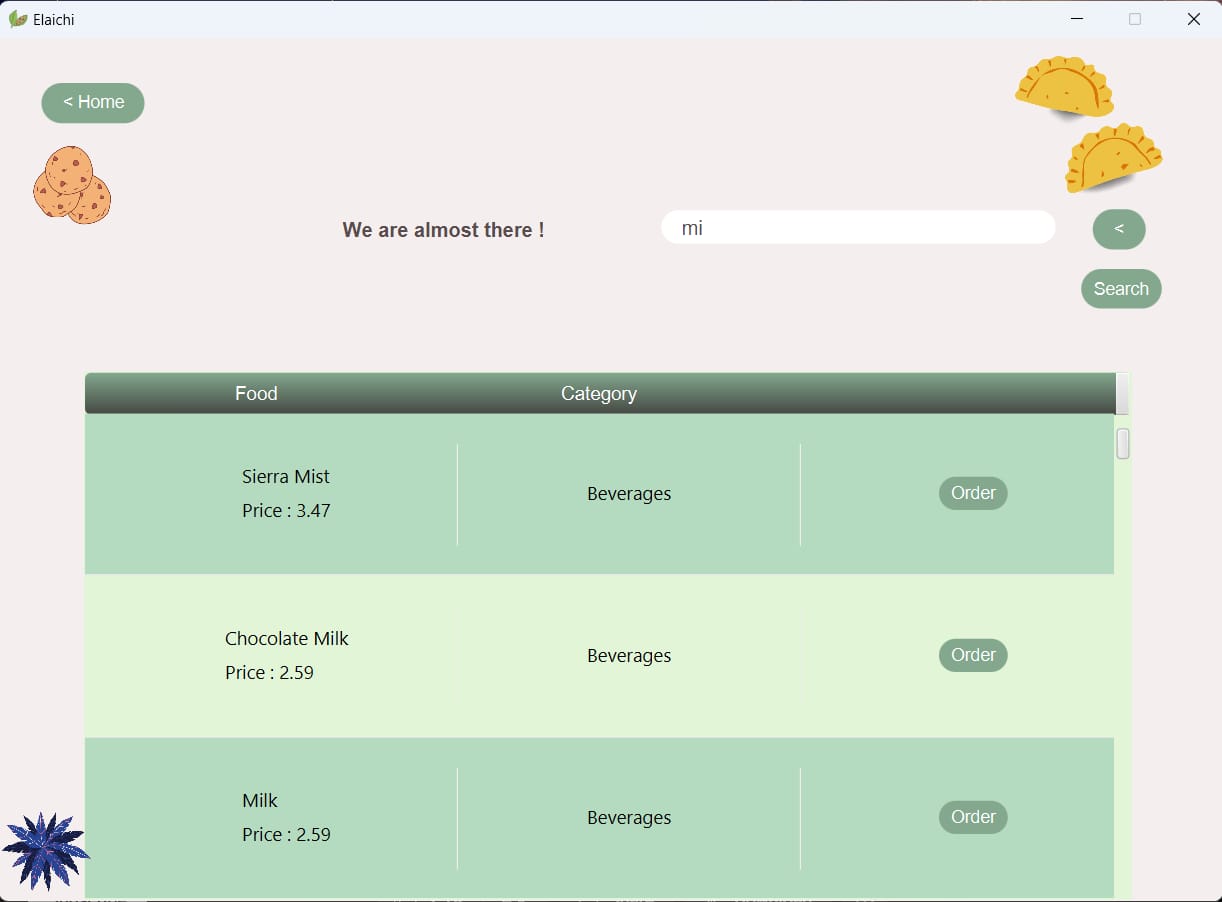 Elaichi
< Home
We are almost there !
mi
<
Search
Food Category
Sierra Mist
Price : 3.47
Beverages
Order
Chocolate Milk
Price : 2.59
Beverages
Order
Milk
Price : 2.59
Beverages
Order